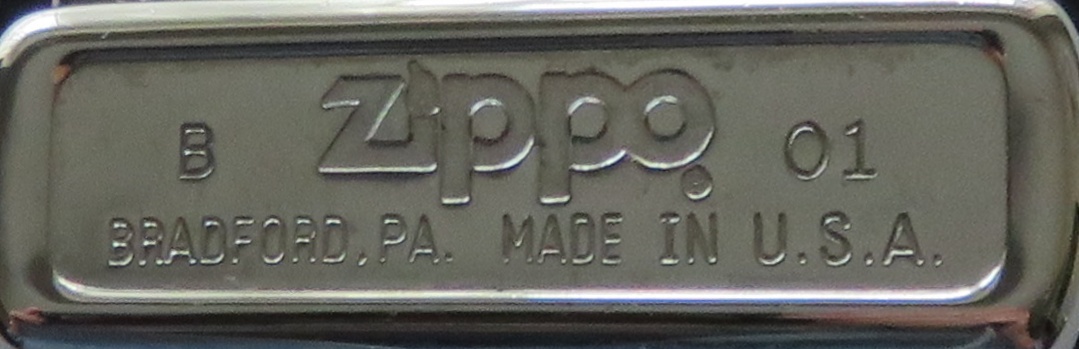 B Zippo 01
BRADFORD, PA. MADE IN U.S.A.